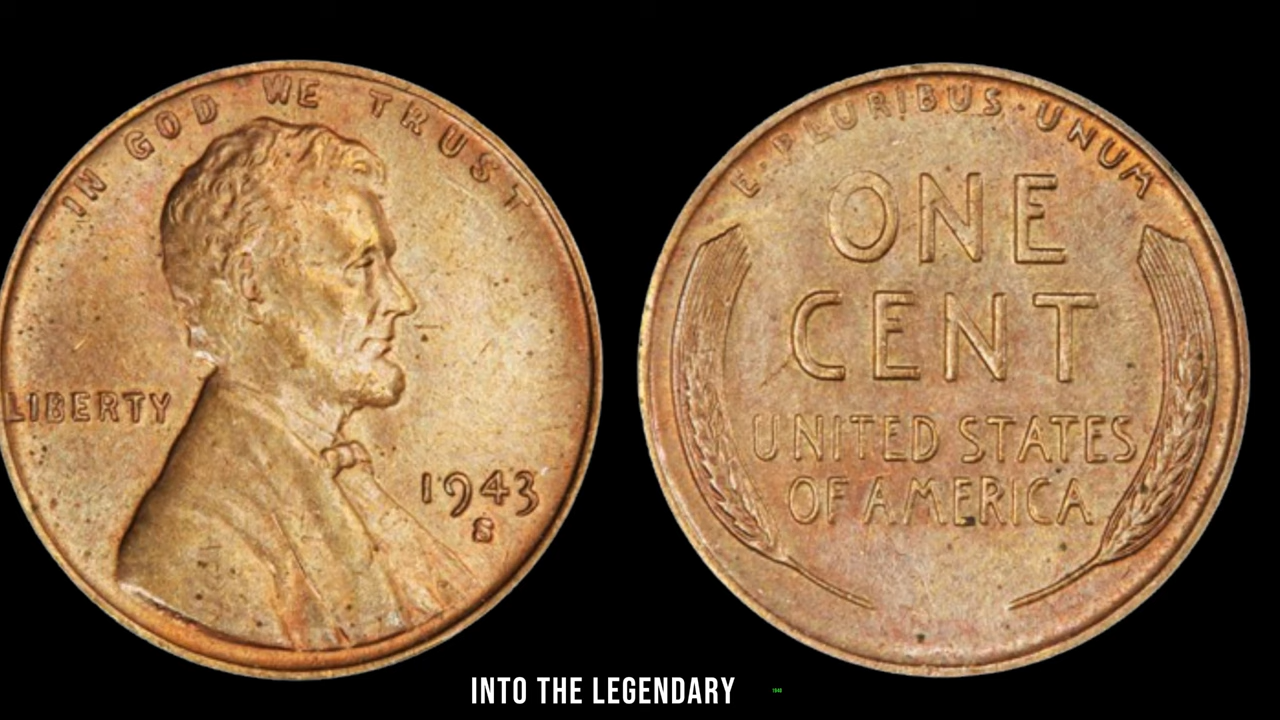 IN GOD WE TRUST
LIBERTY
1943
S
E·PLURIBUS·UNUM
ONE
CENT
UNITED STATES
OF AMERICA
INTO THE LEGENDARY